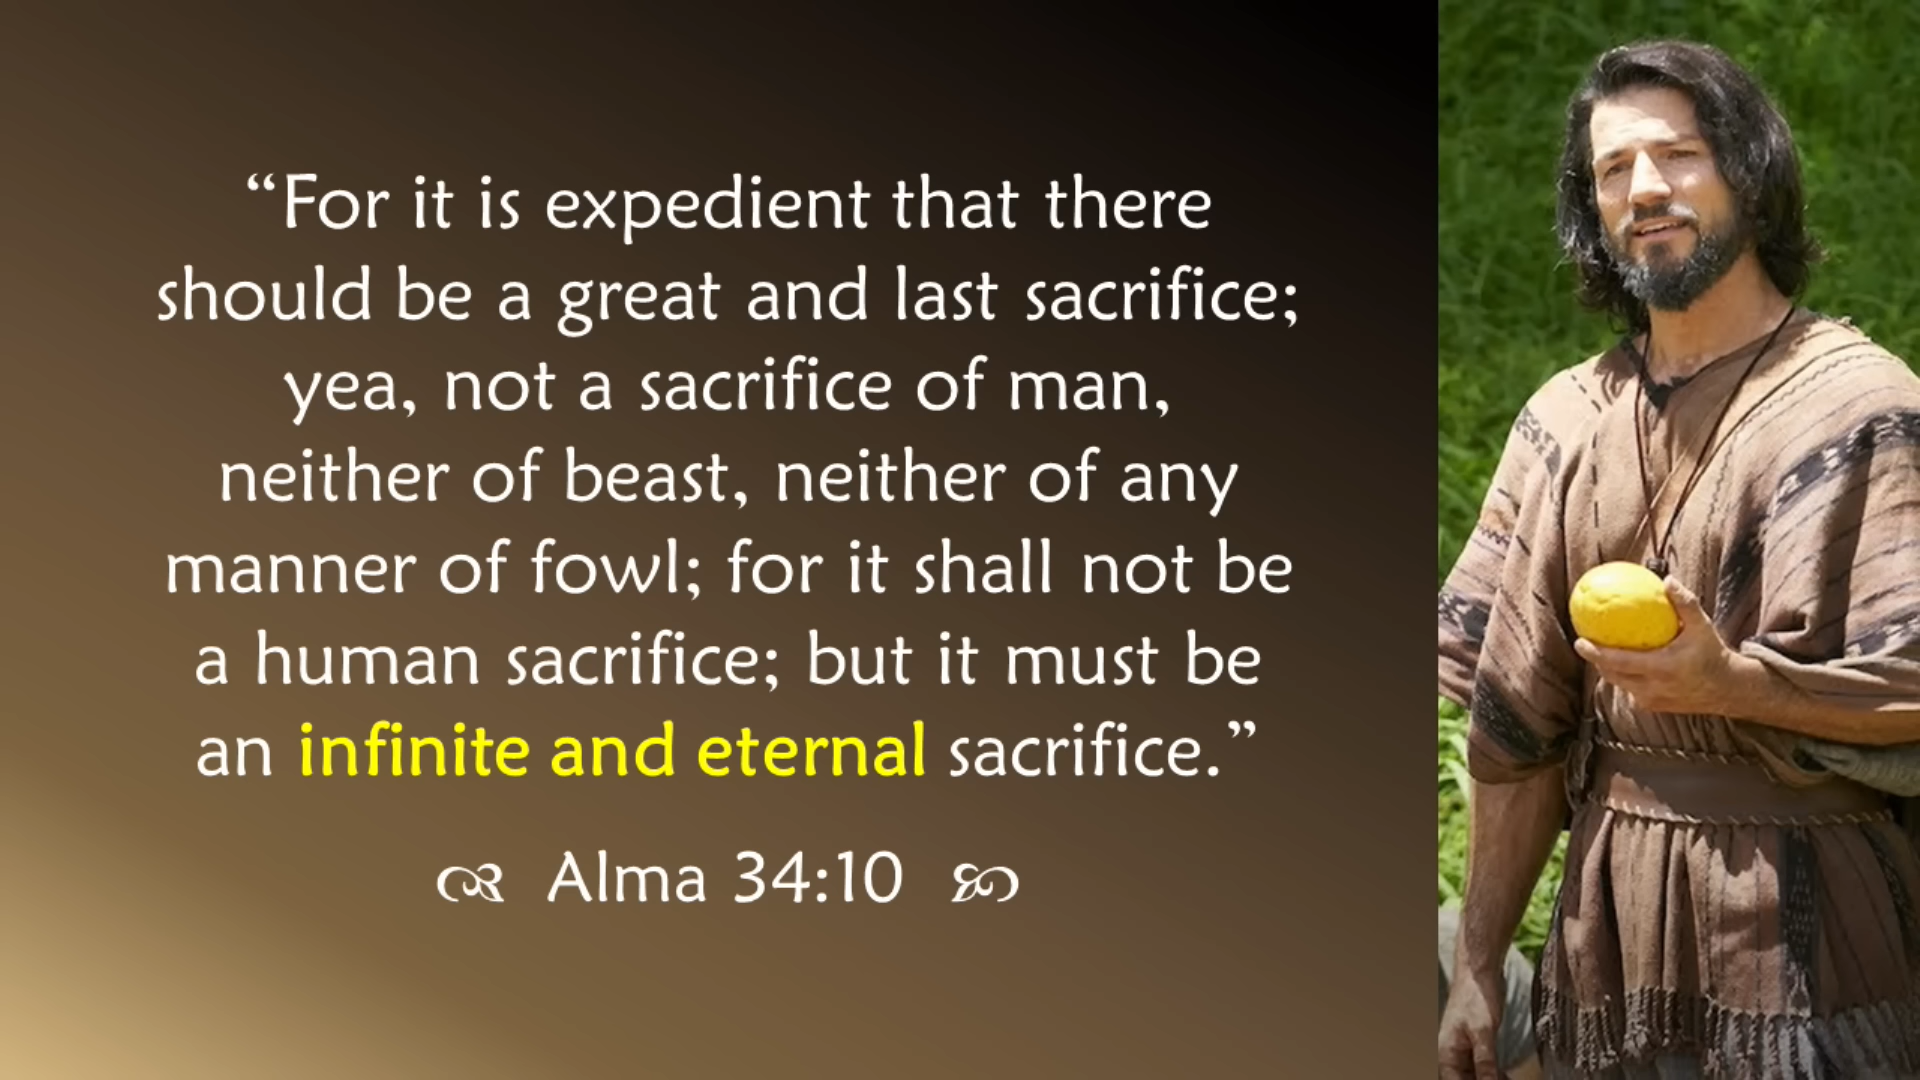 “For it is expedient that there
should be a great and last sacrifice;
yea, not a sacrifice of man,
neither of beast, neither of any
manner of fowl; for it shall not be
a human sacrifice; but it must be
an infinite and eternal sacrifice.”
Alma 34:10